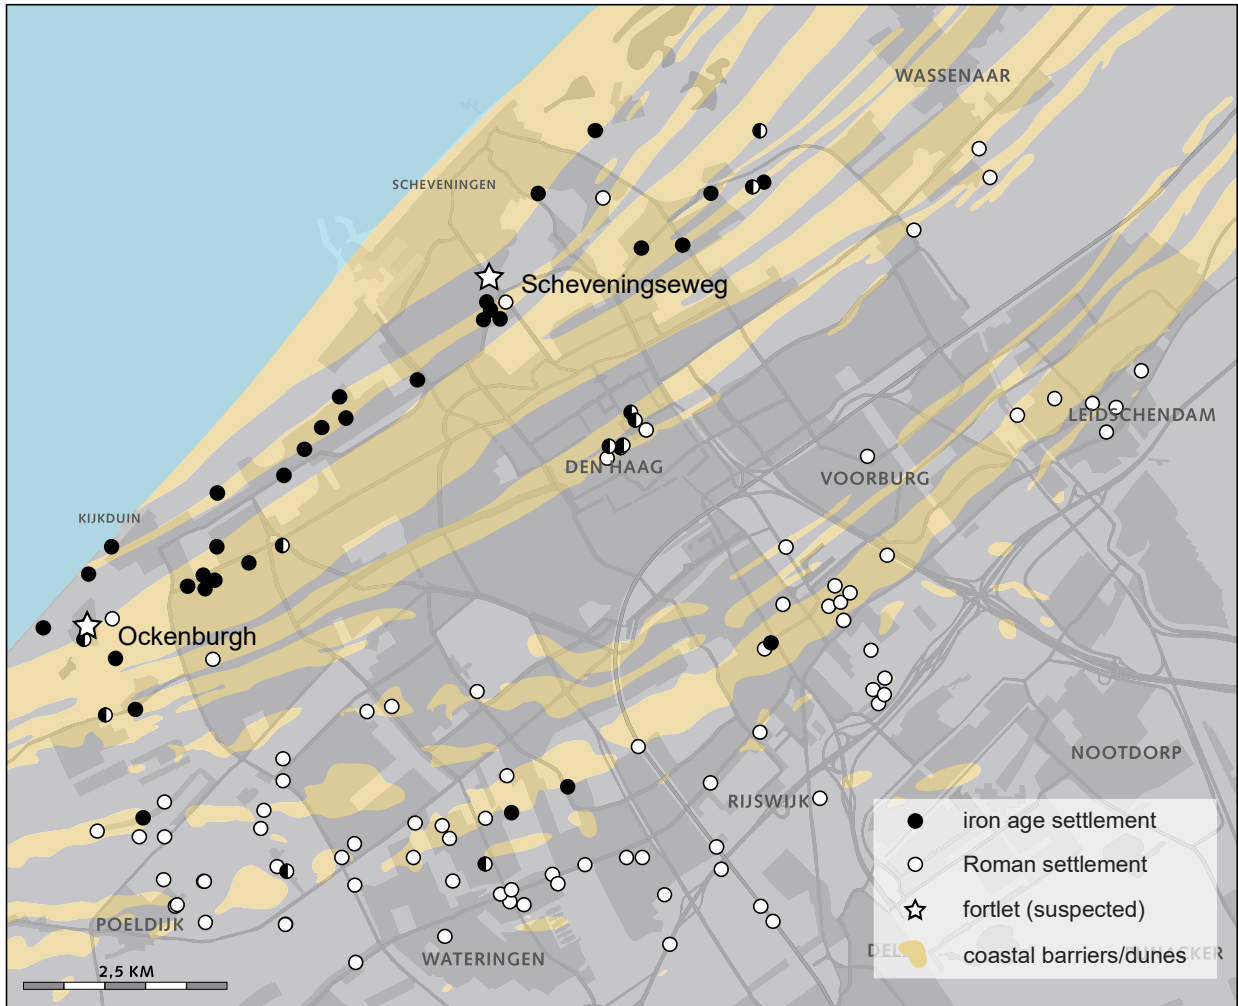 WASSENAAR
SCHEVENINGEN
Scheveningseweg
LEIDSCHENDAM
DEN HAAG
VOORBURG
KIJKDUIN
Ockenburgh
NOOTDORP
RIJSWIJK
iron age settlement
Roman settlement
fortlet (suspected)
coastal barriers/dunes
POELDIJK
WATERINGEN
2,5 KM